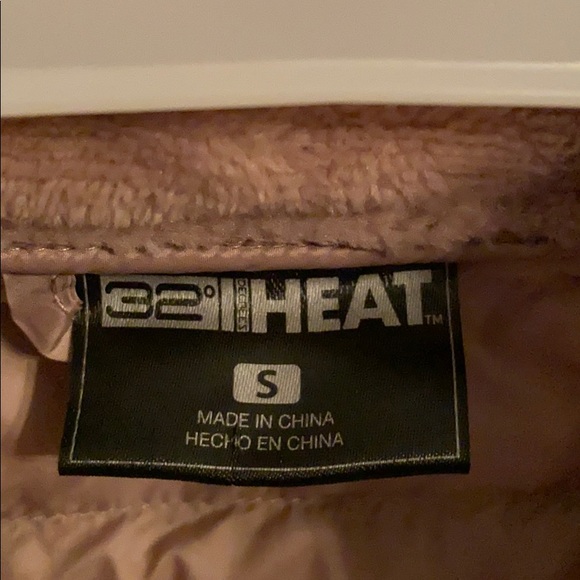 32° DEGREES HEAT™
S
MADE IN CHINA
HECHO EN CHINA